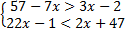 57 − 7x > 3x − 2
22x − 1 < 2x + 47